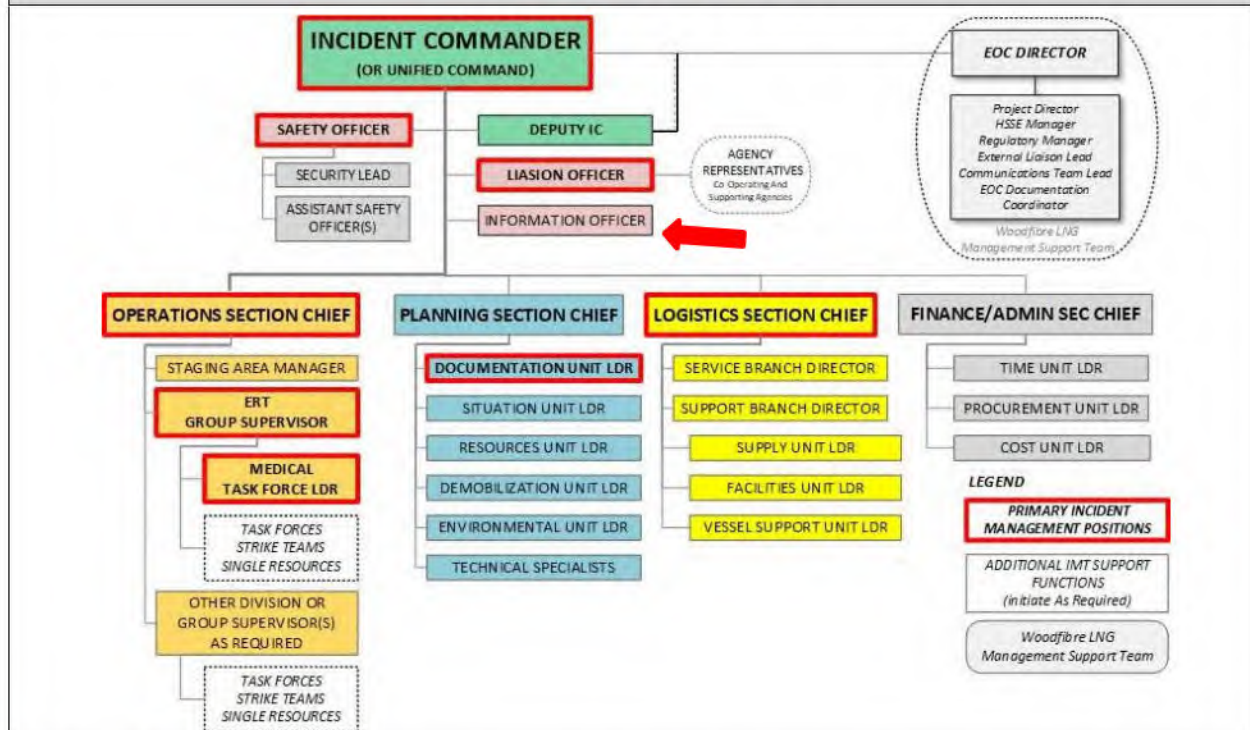 INCIDENT COMMANDER
(OR UNIFIED COMMAND)
EOC DIRECTOR
Project Director
HSSE Manager
Regulatory Manager
External Liaison Lead
Communications Team Lead
EOC Documentation
Coordinator
Woodfibre LNG
Management Support Team
SAFETY OFFICER
DEPUTY IC
SECURITY LEAD
LIASION OFFICER
AGENCY
REPRESENTATIVES
Co Operating And
Supporting Agencies
ASSISTANT SAFETY
OFFICER(S)
INFORMATION OFFICER
OPERATIONS SECTION CHIEF
STAGING AREA MANAGER
ERT
GROUP SUPERVISOR
MEDICAL
TASK FORCE LDR
TASK FORCES
STRIKE TEAMS
SINGLE RESOURCES
OTHER DIVISION OR
GROUP SUPERVISOR(S)
AS REQUIRED
TASK FORCES
STRIKE TEAMS
SINGLE RESOURCES
PLANNING SECTION CHIEF
DOCUMENTATION UNIT LDR
SITUATION UNIT LDR
RESOURCES UNIT LDR
DEMOBILIZATION UNIT LDR
ENVIRONMENTAL UNIT LDR
TECHNICAL SPECIALISTS
LOGISTICS SECTION CHIEF
SERVICE BRANCH DIRECTOR
SUPPORT BRANCH DIRECTOR
SUPPLY UNIT LDR
FACILITIES UNIT LDR
VESSEL SUPPORT UNIT LDR
FINANCE/ADMIN SEC CHIEF
TIME UNIT LDR
PROCUREMENT UNIT LDR
COST UNIT LDR
LEGEND
PRIMARY INCIDENT
MANAGEMENT POSITIONS
ADDITIONAL IMT SUPPORT
FUNCTIONS
(initiate As Required)
Woodfibre LNG
Management Support Team